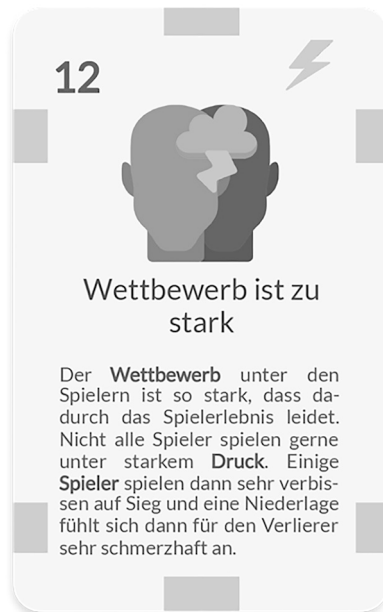 12
Wettbewerb ist zu
stark
Der Wettbewerb unter den
Spielern ist so stark, dass da-
durch das Spielerlebnis leidet.
Nicht alle Spieler spielen gerne
unter starkem Druck. Einige
Spieler spielen dann sehr verbis-
sen auf Sieg und eine Niederlage
fühlt sich dann für den Verlierer
sehr schmerzhaft an.